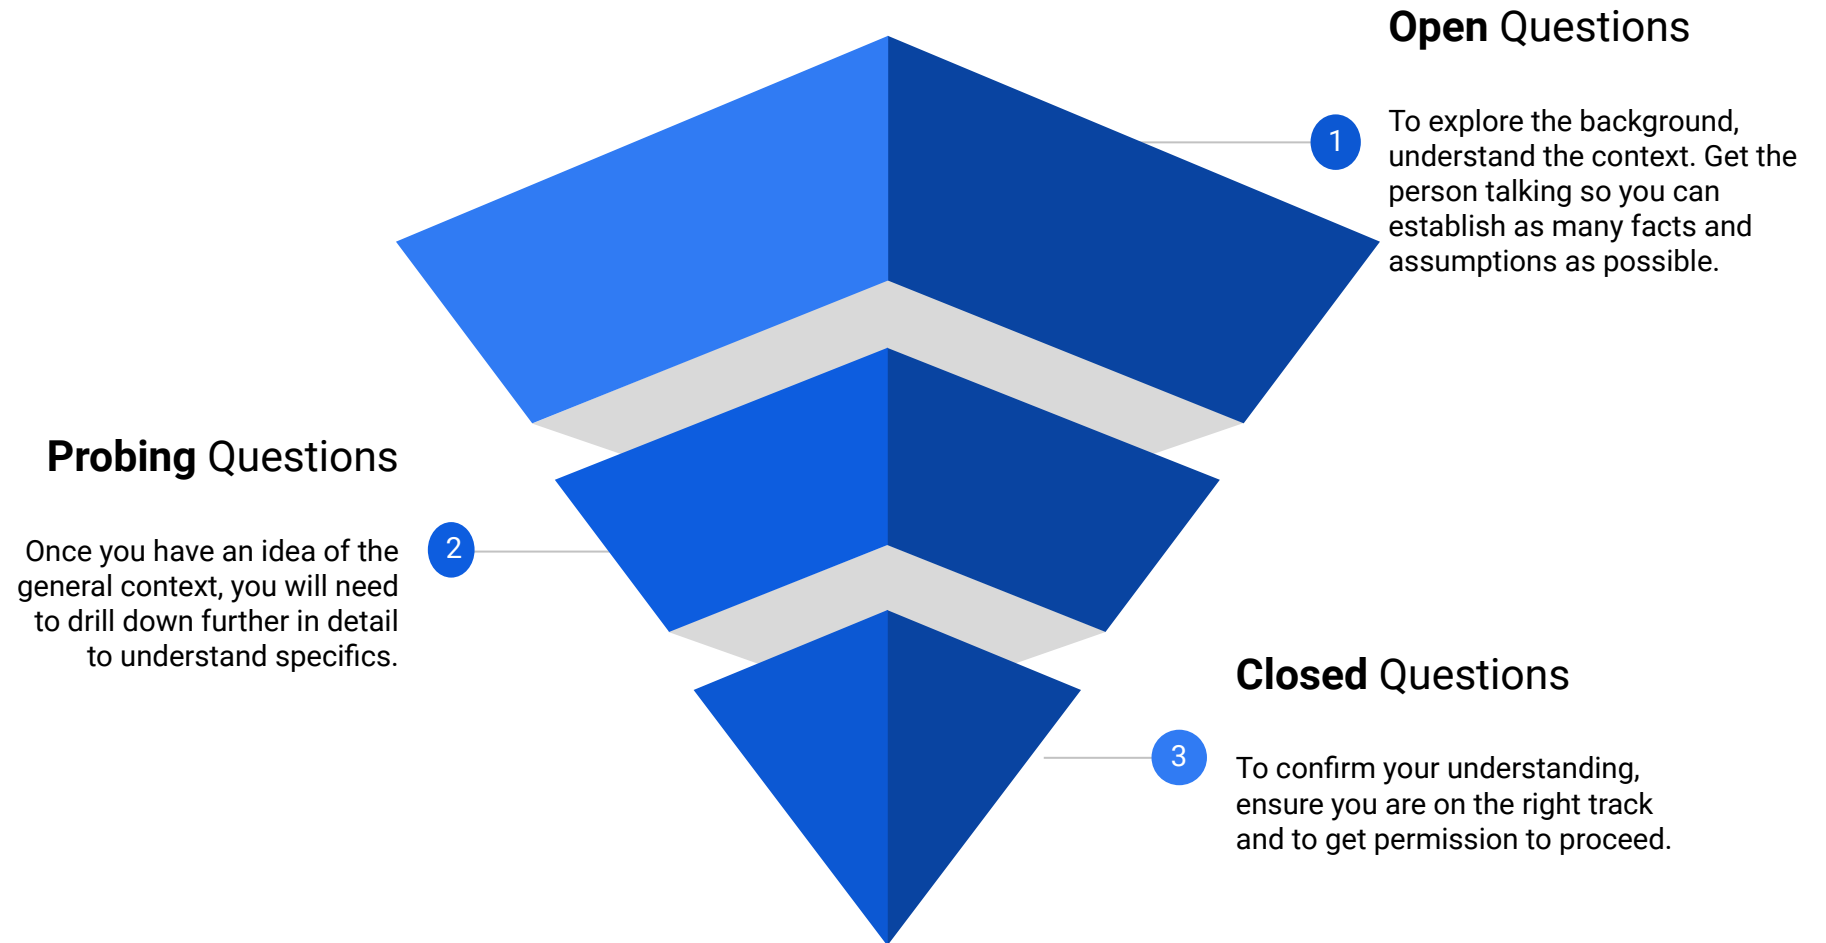 Open Questions
1
To explore the background,
understand the context. Get the
person talking so you can
establish as many facts and
assumptions as possible.
Probing Questions
2
Once you have an idea of the
general context, you will need
to drill down further in detail
to understand specifics.
Closed Questions
3
To confirm your understanding,
ensure you are on the right track
and to get permission to proceed.